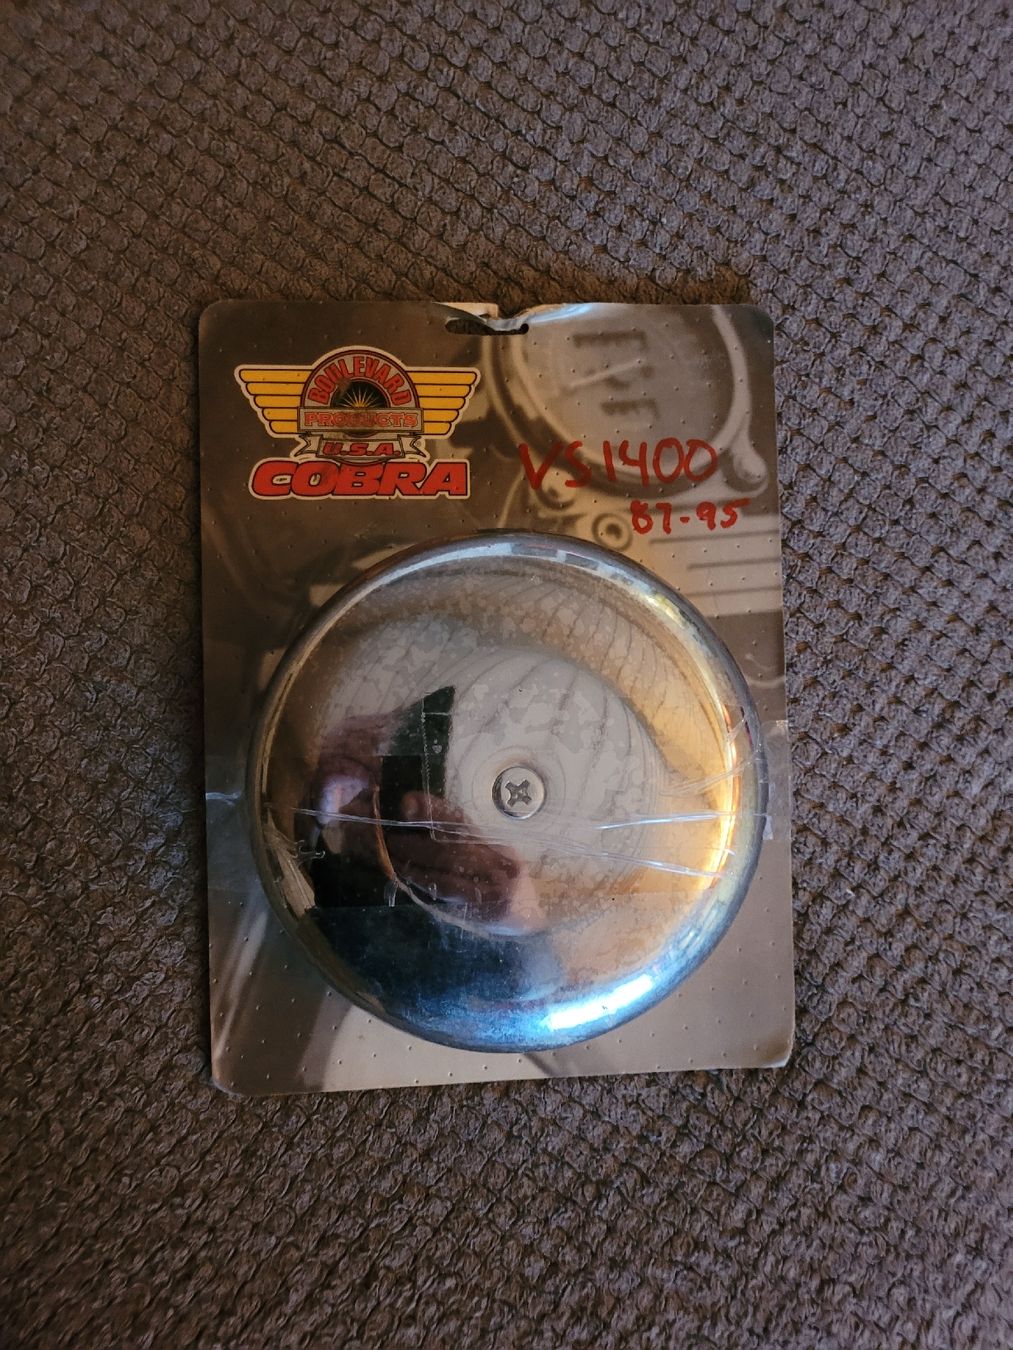 BOULEVARD
PRODUCTS
U.S.A.
COBRA
VS1400
87-95